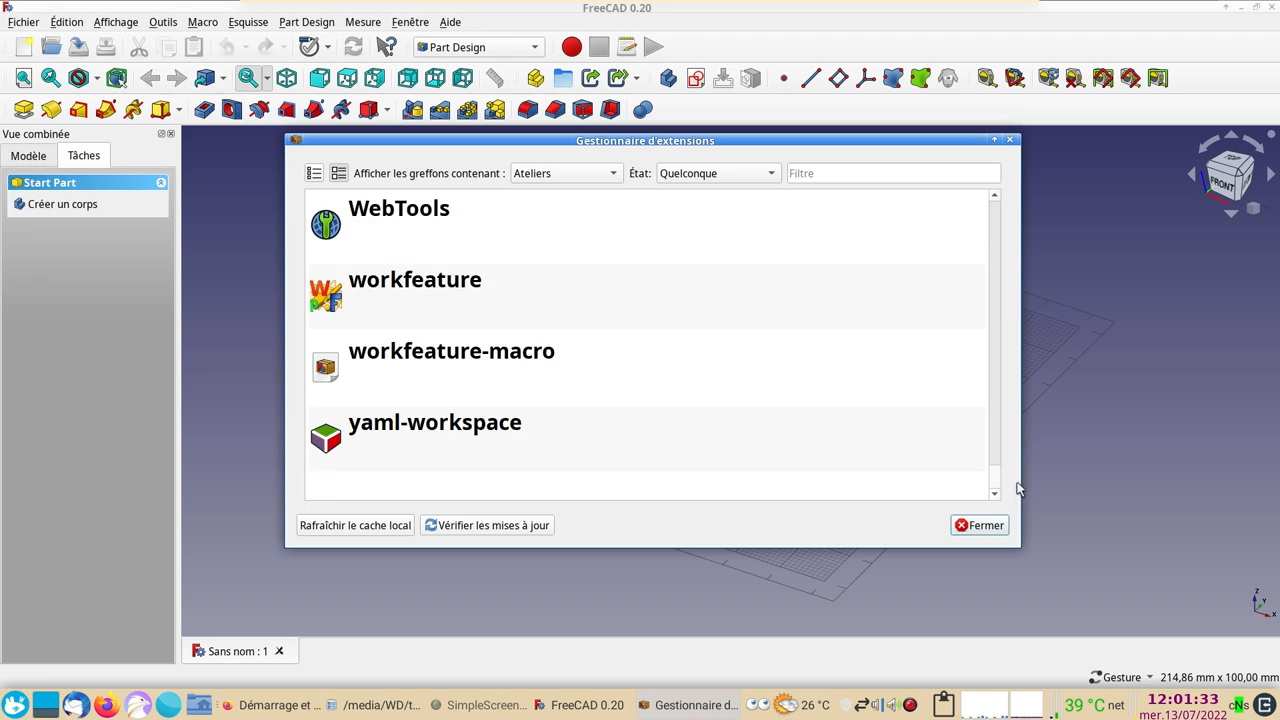 FreeCAD 0.20
Fichier Édition Affichage Outils Macro Esquisse Part Design Mesure Fenêtre Aide
Part Design
Vue combinée
Modèle Tâches
Start Part
Créer un corps
Gestionnaire d'extensions
Afficher les greffons contenant : Ateliers État: Quelconque Filtre
WebTools
workfeature
workfeature-macro
yaml-workspace
Rafraîchir le cache local Vérifier les mises à jour Fermer
FRONT
Z
Y
X
Sans nom : 1
Gesture 214,86 mm x 100,00 mm
Démarrage et ... /media/WD/t... SimpleScreen... FreeCAD 0.20 Gestionnaire d... 26 °C 39 °C net 12:01:33 cNs
mer.13/07/2022